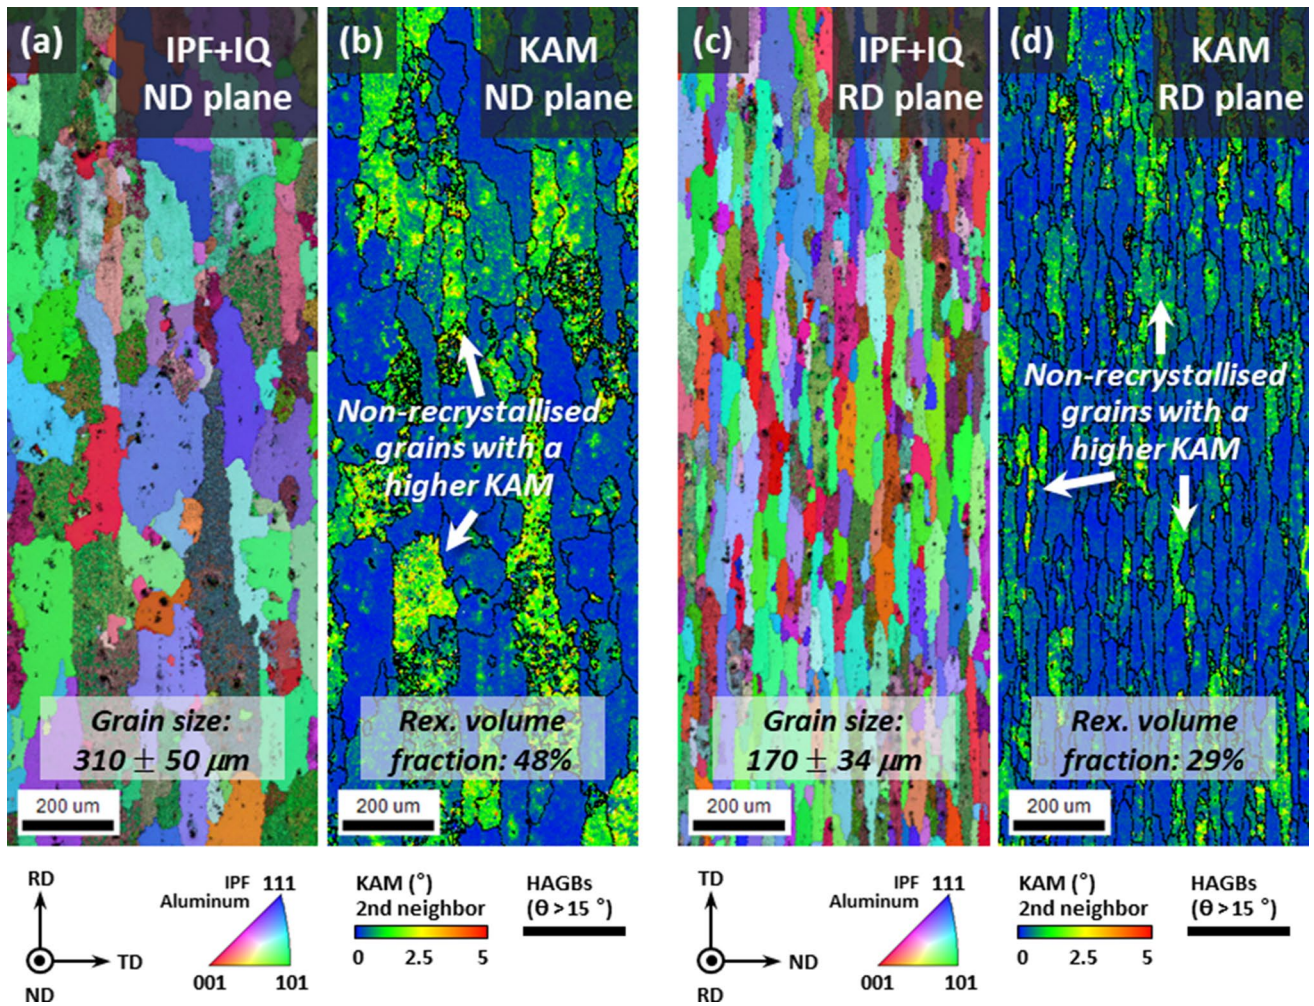 (a)
IPF+IQ
ND plane
(b)
KAM
ND plane
(c)
IPF+IQ
RD plane
(d)
KAM
RD plane
Non-recrystallised
grains with a
higher KAM
Non-recrystallised
grains with a
higher KAM
Grain size:
310 ± 50 μm
Rex. volume
fraction: 48%
Grain size:
170 ± 34 μm
Rex. volume
fraction: 29%
200 um
200 um
200 um
200 um
RD
TD
ND
IPF 111
Aluminum
001 101
KAM (°)
2nd neighbor
0 2.5 5
HAGBs
(θ > 15 °)
TD
ND
RD
IPF 111
Aluminum
001 101
KAM (°)
2nd neighbor
0 2.5 5
HAGBs
(θ > 15 °)